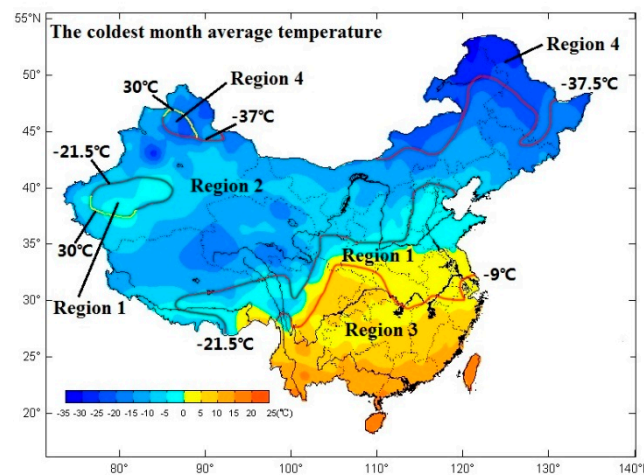 The coldest month average temperature
55°N
50°
45°
40°
35°
30°
25°
20°
Region 4
30℃
Region 4
-37℃
-37.5℃
-21.5℃
Region 2
30℃
Region 1
Region 1
-9℃
Region 3
-21.5℃
-35 -30 -25 -20 -15 -10 -5 0 5 10 15 20 25(℃)
80° 90° 100° 110° 120° 130° 140°E